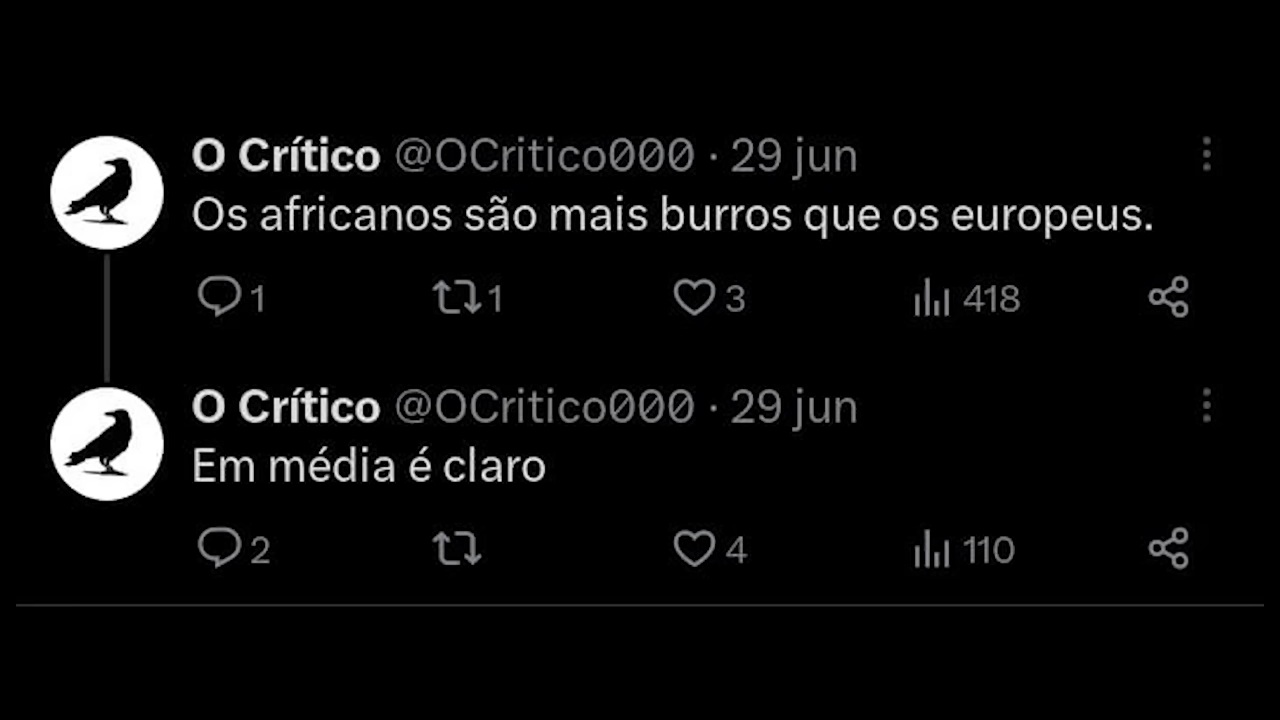 O Crítico @OCritico000 · 29 jun
Os africanos são mais burros que os europeus.
1 1 3 418
O Crítico @OCritico000 · 29 jun
Em média é claro
2 4 110